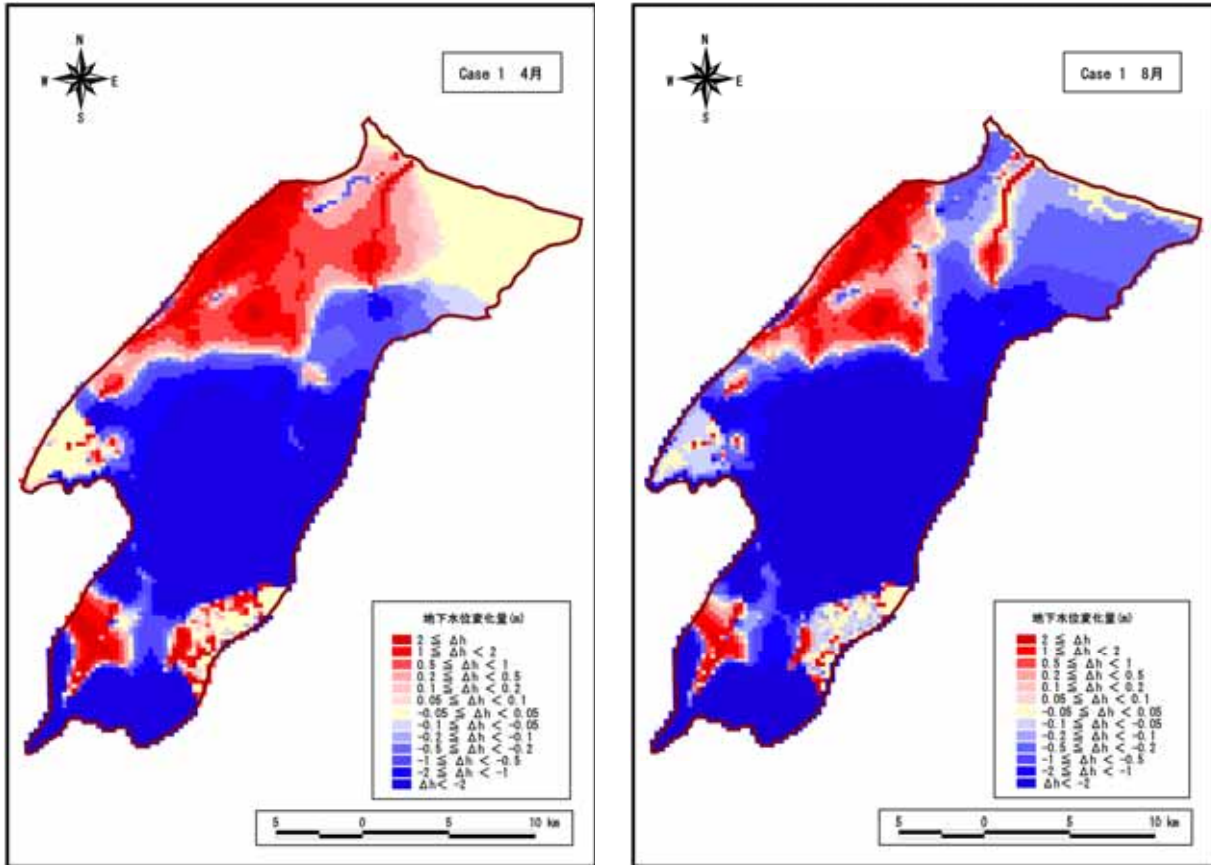 N
W E
S
Case 1 4月
地下水位変化量(m)
2 ≦ Δh
1 ≦ Δh < 2
0.5 ≦ Δh < 1
0.2 ≦ Δh < 0.5
0.1 ≦ Δh < 0.2
0.05 ≦ Δh < 0.1
-0.05 ≦ Δh < 0.05
-0.1 ≦ Δh < -0.05
-0.2 ≦ Δh < -0.1
-0.5 ≦ Δh < -0.2
-1 ≦ Δh < -0.5
-2 ≦ Δh < -1
Δh < -2
5 0 5 10 km
N
W E
S
Case 1 8月
地下水位変化量(m)
2 ≦ Δh
1 ≦ Δh < 2
0.5 ≦ Δh < 1
0.2 ≦ Δh < 0.5
0.1 ≦ Δh < 0.2
0.05 ≦ Δh < 0.1
-0.05 ≦ Δh < 0.05
-0.1 ≦ Δh < -0.05
-0.2 ≦ Δh < -0.1
-0.5 ≦ Δh < -0.2
-1 ≦ Δh < -0.5
-2 ≦ Δh < -1
Δh < -2
5 0 5 10 km